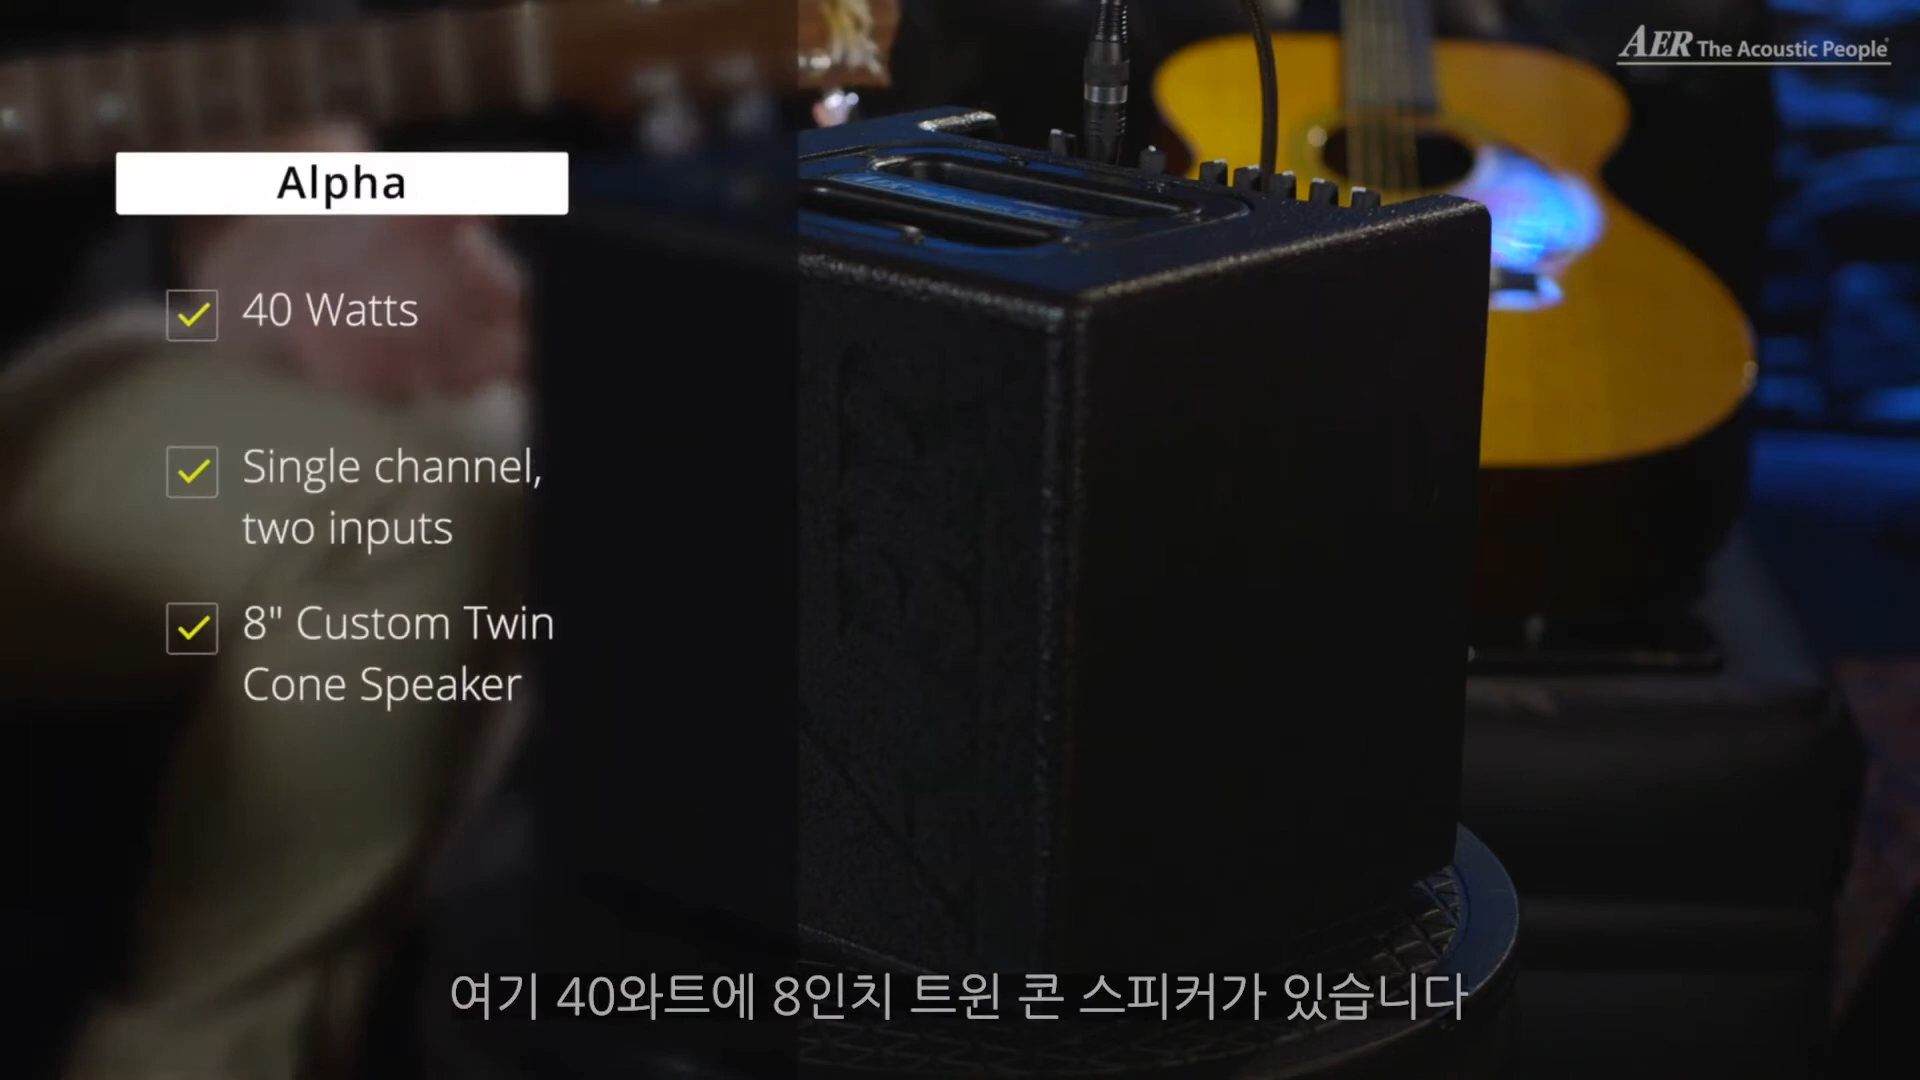 AER The Acoustic People
Alpha
40 Watts
Single channel,
two inputs
8" Custom Twin
Cone Speaker
여기 40와트에 8인치 트윈 콘 스피커가 있습니다